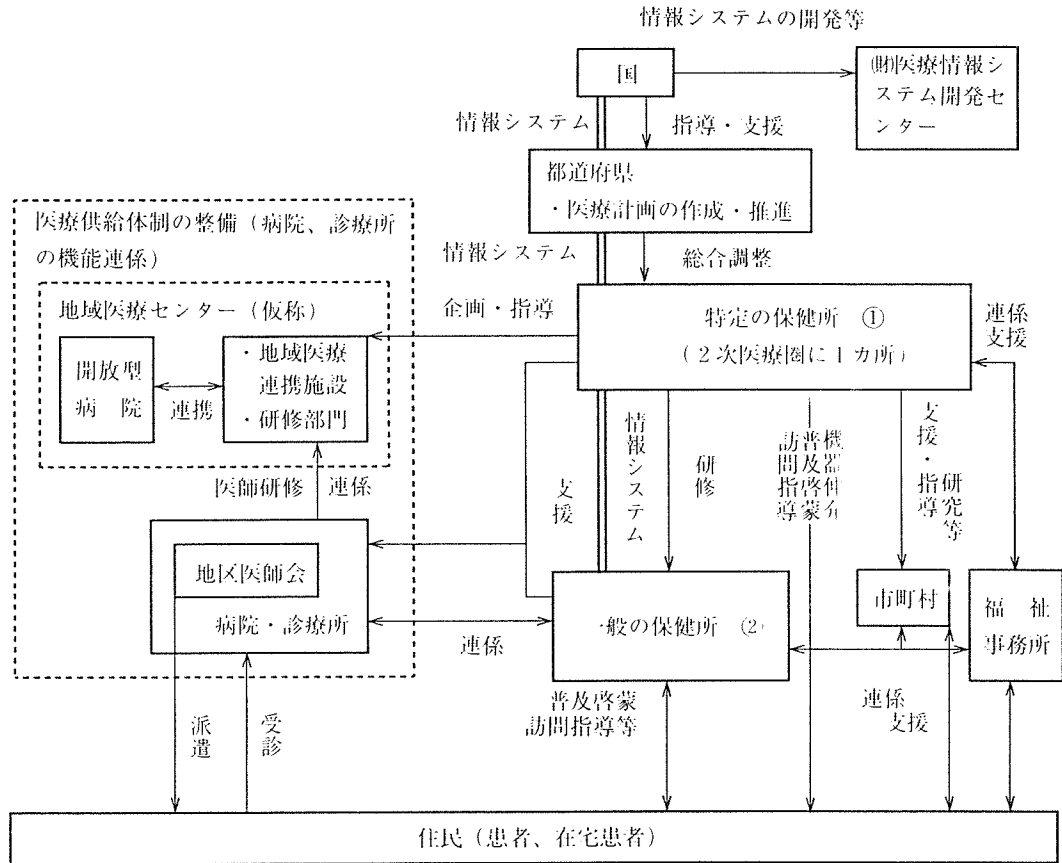 情報システムの開発等
国
㈶医療情報シ
ステム開発セ
ンター
情報システム
指導・支援
都道府県
・医療計画の作成・推進
医療供給体制の整備（病院、診療所
の機能連係）
情報システム
総合調整
地域医療センター（仮称）
企画・指導
特定の保健所 ①
（２次医療圏に１カ所）
連係
支援
開放型
病院
連携
・地域医療
連携施設
・研修部門
医師研修
連係
支援
情報システム
研修
機器仲介
普及啓蒙
訪問指導
支援・指導
研究等
地区医師会
病院・診療所
連係
一般の保健所 (2)
市町村
福祉
事務所
派遣
受診
普及啓蒙
訪問指導等
連係
支援
住民（患者、在宅患者）